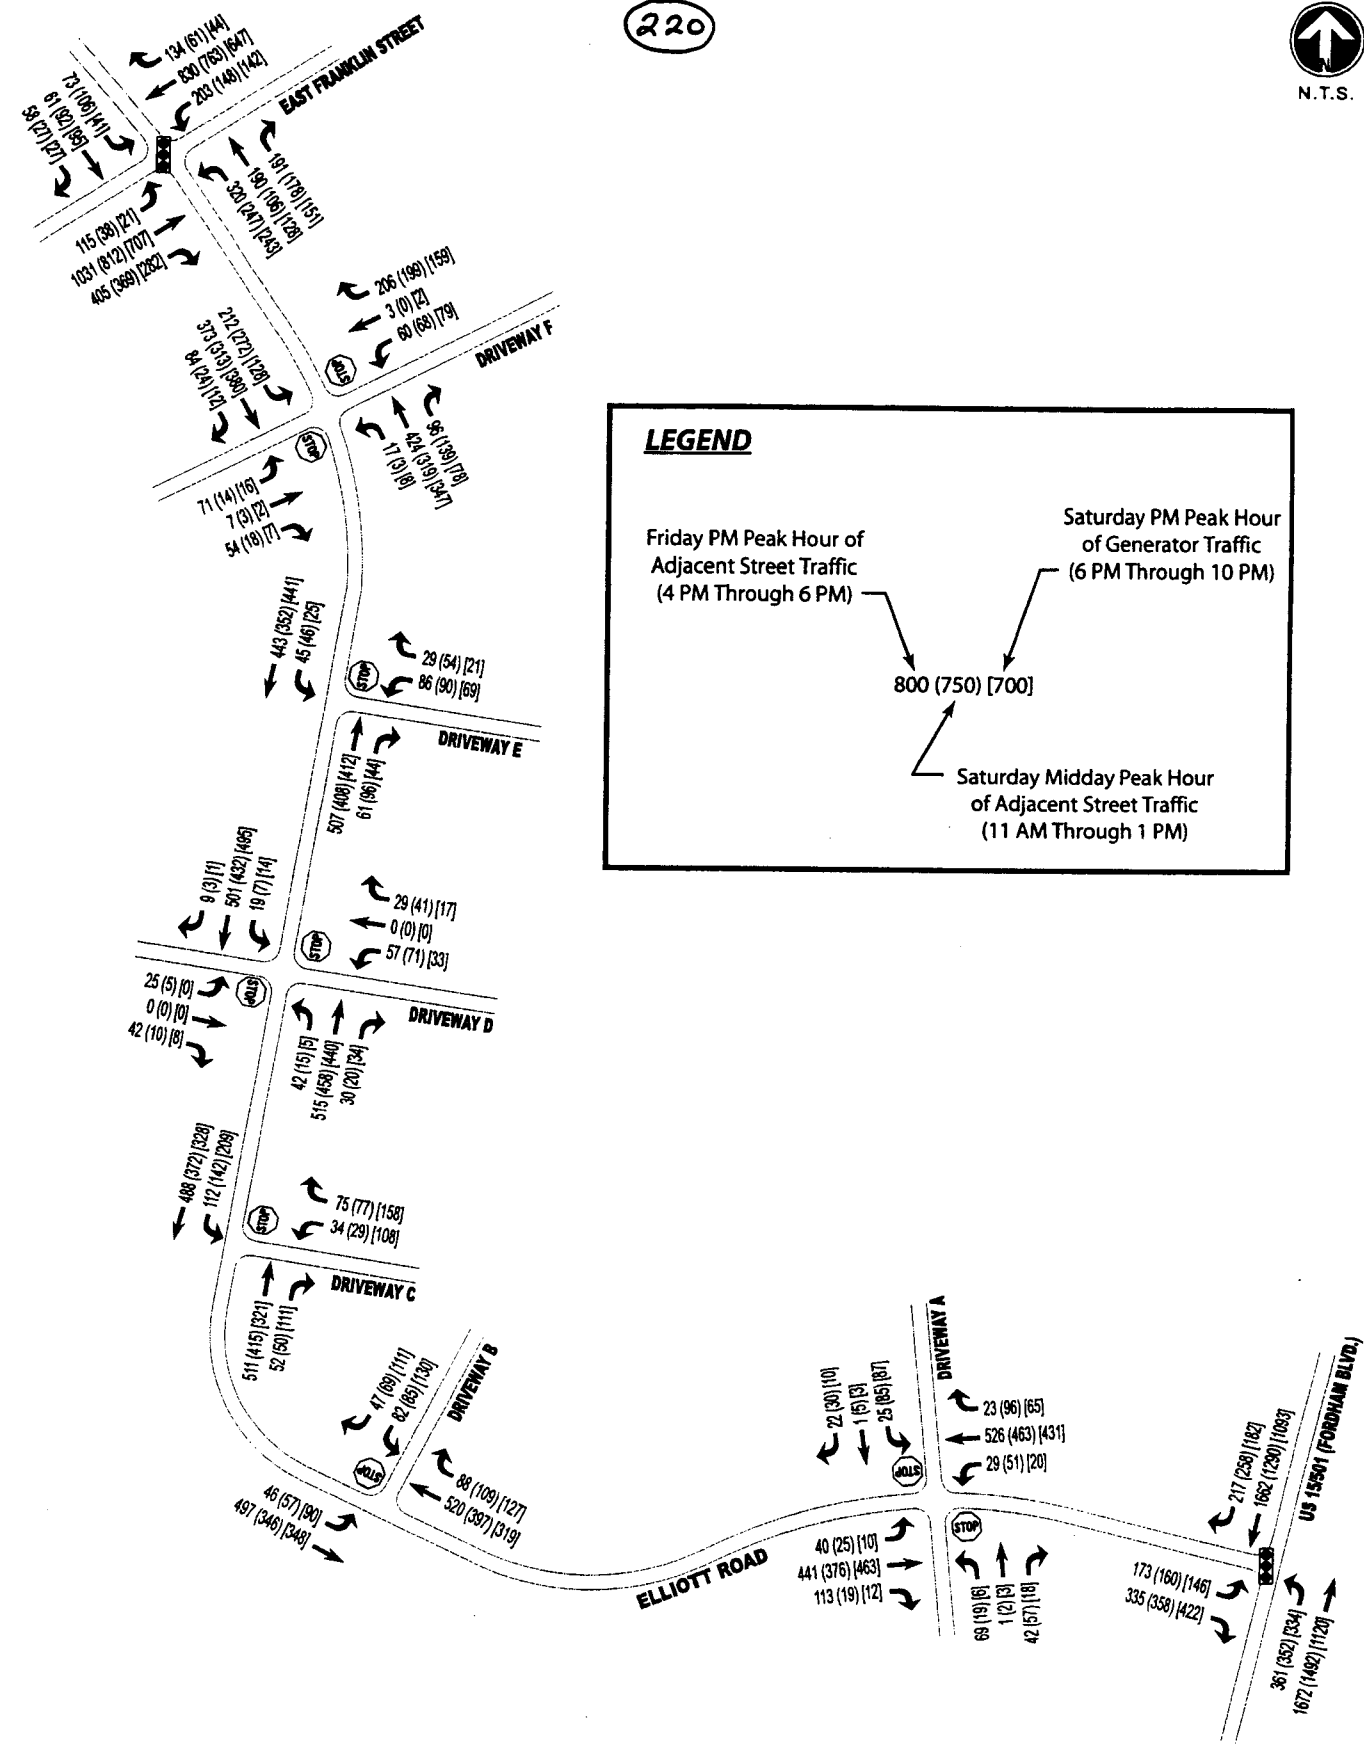 220
N
N.T.S.
134 (61) [44]
830 (763) [647]
203 (148) [142]
EAST FRANKLIN STREET
73 (106) [41]
61 (92) [95]
58 (27) [27]
191 (178) [151]
190 (106) [128]
320 (247) [243]
115 (38) [21]
1031 (812) [707]
405 (369) [282]
206 (199) [159]
3 (0) [2]
60 (68) [79]
DRIVEWAY F
212 (272) [128]
373 (313) [380]
84 (24) [12]
STOP
STOP
96 (139) [78]
424 (319) [347]
17 (3) [8]
71 (14) [16]
7 (3) [2]
54 (18) [7]
LEGEND
Friday PM Peak Hour of
Adjacent Street Traffic
(4 PM Through 6 PM)
Saturday PM Peak Hour
of Generator Traffic
(6 PM Through 10 PM)
800 (750) [700]
Saturday Midday Peak Hour
of Adjacent Street Traffic
(11 AM Through 1 PM)
443 (352) [441]
45 (46) [25]
STOP
29 (54) [21]
86 (90) [69]
DRIVEWAY E
507 (408) [412]
61 (96) [44]
9 (3) [1]
501 (432) [495]
19 (7) [14]
STOP
29 (41) [17]
0 (0) [0]
57 (71) [33]
25 (5) [0]
0 (0) [0]
42 (10) [8]
STOP
DRIVEWAY D
42 (15) [5]
515 (458) [440]
30 (20) [34]
488 (372) [328]
112 (142) [209]
STOP
75 (77) [158]
34 (29) [108]
DRIVEWAY C
511 (415) [321]
52 (50) [111]
47 (69) [111]
82 (85) [130]
DRIVEWAY B
STOP
88 (109) [127]
520 (397) [319]
46 (57) [90]
497 (346) [348]
ELLIOTT ROAD
22 (30) [10]
1 (5) [3]
25 (85) [87]
DRIVEWAY A
STOP
23 (96) [65]
526 (463) [431]
29 (51) [20]
40 (25) [10]
441 (376) [463]
113 (19) [12]
STOP
69 (19) [6]
1 (2) [3]
42 (57) [18]
217 (258) [182]
1662 (1290) [1093]
US 15/501 (FORDHAM BLVD.)
173 (160) [146]
335 (358) [422]
361 (352) [334]
1672 (1492) [1120]